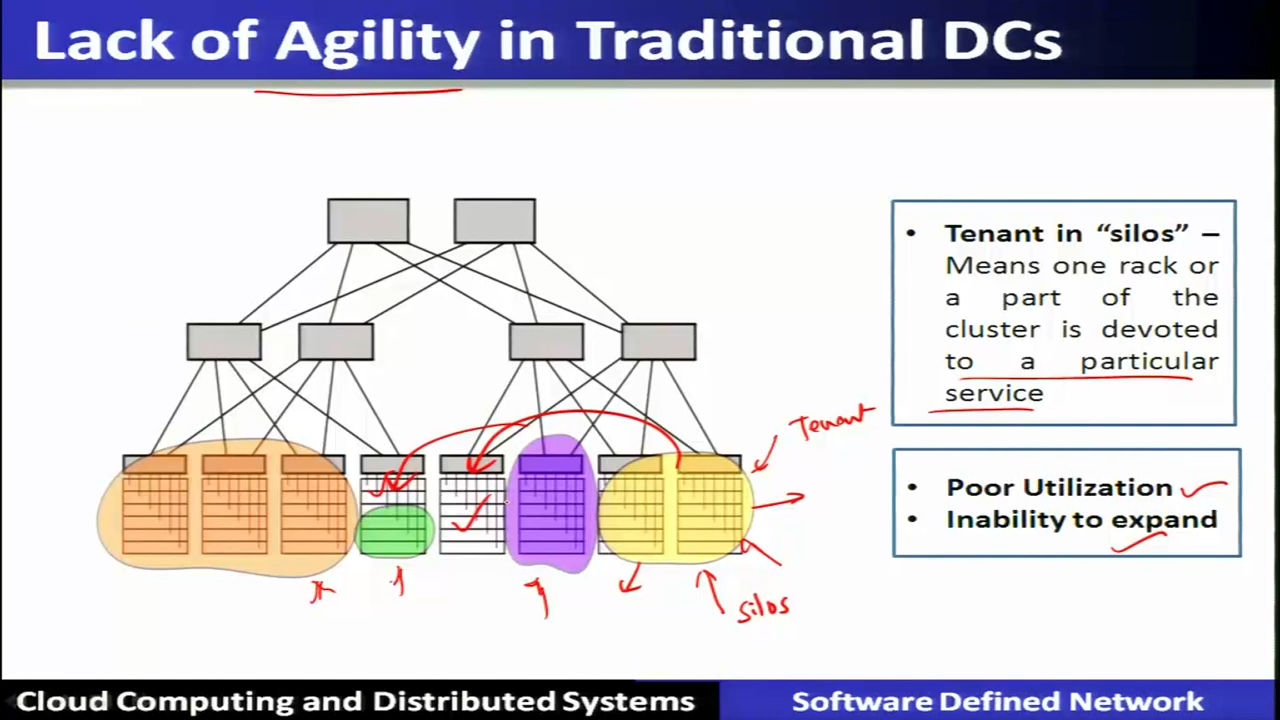 Lack of Agility in Traditional DCs
• Tenant in “silos” –
Means one rack or
a part of the
cluster is devoted
to a particular
service
Tenant
• Poor Utilization
• Inability to expand
silos
Cloud Computing and Distributed Systems
Software Defined Network